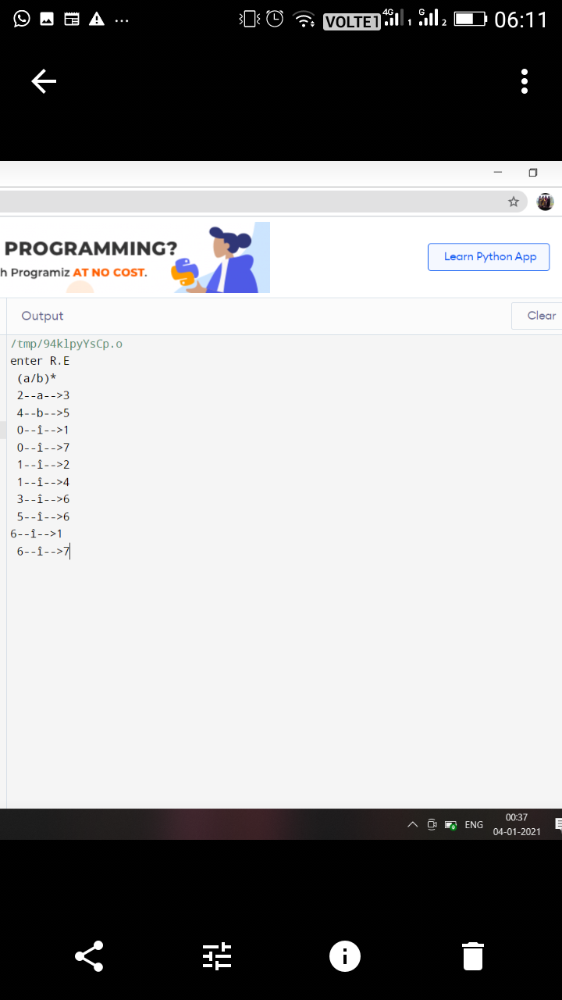 VOLTE1 4G 1 G 2 06:11
PROGRAMMING?
h Programiz AT NO COST.
Learn Python App
Output
Clear
/tmp/94klpyYsCp.o
enter R.E
(a/b)*
2--a-->3
4--b-->5
0--î-->1
0--î-->7
1--î-->2
1--î-->4
3--î-->6
5--î-->6
6--î-->1
6--î-->7
ENG
00:37
04-01-2021